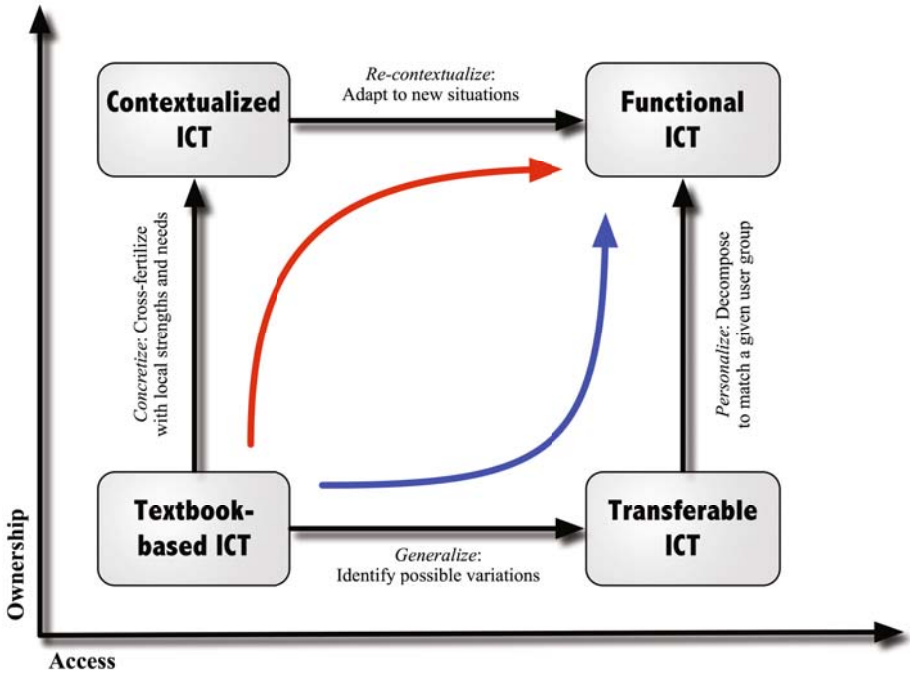 Re-contextualize:
Adapt to new situations
Contextualized
ICT
Functional
ICT
Concretize: Cross-fertilize
with local strengths and needs
Personalize: Decompose
to match a given user group
Textbook-
based ICT
Transferable
ICT
Generalize:
Identify possible variations
Ownership
Access